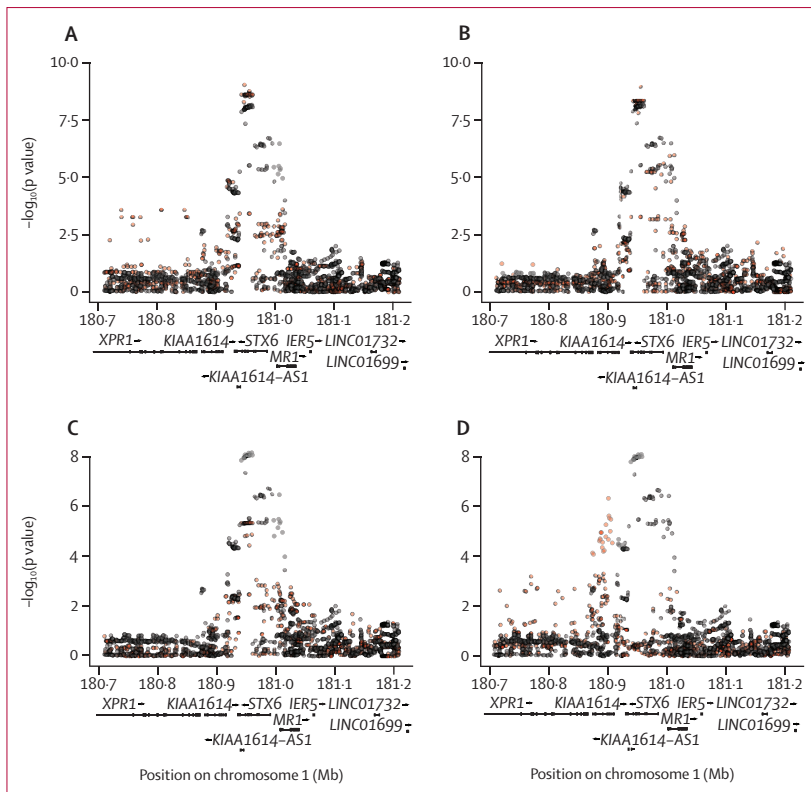 A
B
10·0
7·5
5·0
2·5
0
–log₁₀(p value)
180·7 180·8 180·9 181·0 181·1 181·2
XPR1→ KIAA1614→ →STX6 IER5→ LINC01732→
MR1→ LINC01699→
←KIAA1614–AS1
10·0
7·5
5·0
2·5
0
180·7 180·8 180·9 181·0 181·1 181·2
XPR1→ KIAA1614→ →STX6 IER5→ LINC01732→
MR1→ LINC01699→
←KIAA1614–AS1
C
D
8
6
4
2
0
–log₁₀(p value)
180·7 180·8 180·9 181·0 181·1 181·2
XPR1→ KIAA1614→ →STX6 IER5→ LINC01732→
MR1→ LINC01699→
←KIAA1614–AS1
Position on chromosome 1 (Mb)
8
6
4
2
0
180·7 180·8 180·9 181·0 181·1 181·2
XPR1→ KIAA1614→ →STX6 IER5→ LINC01732→
MR1→ LINC01699→
←KIAA1614–AS1
Position on chromosome 1 (Mb)